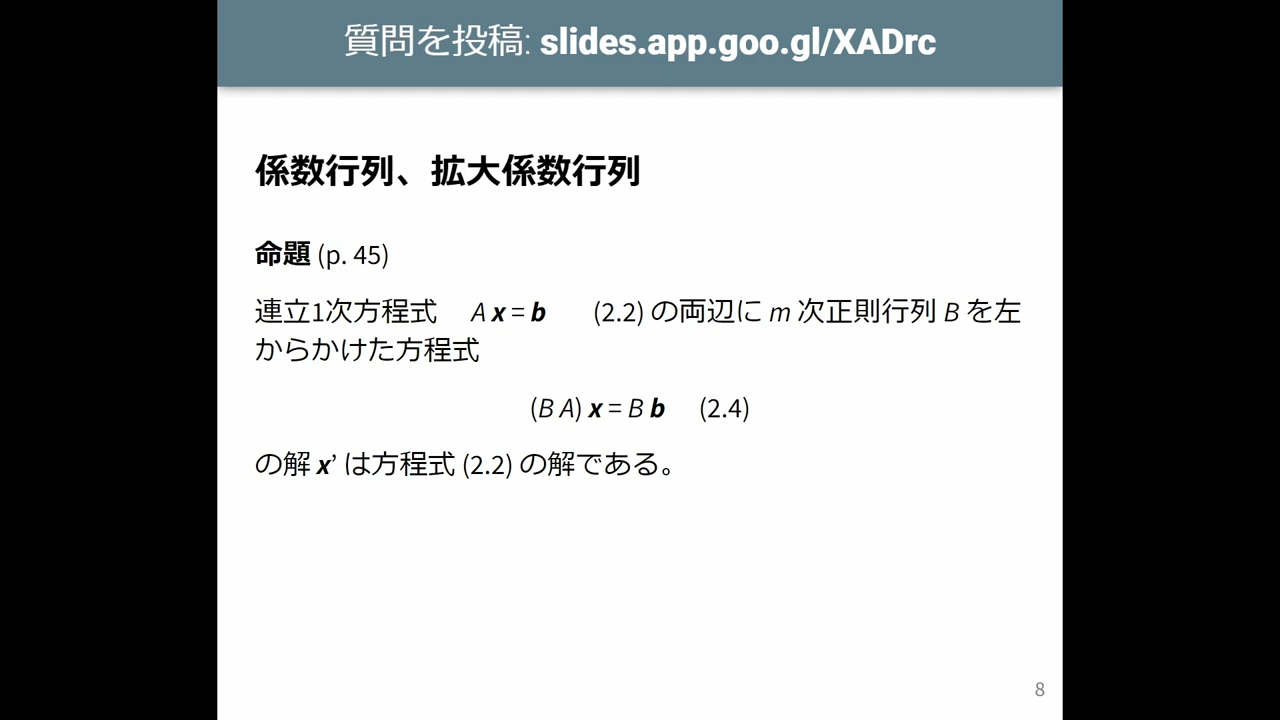 質問を投稿: slides.app.goo.gl/XADrc
係数行列、拡大係数行列
命題 (p. 45)
連立1次方程式 A x = b (2.2) の両辺に m 次正則行列 B を左
からかけた方程式
(B A) x = B b (2.4)
の解 x’ は方程式 (2.2) の解である。
8